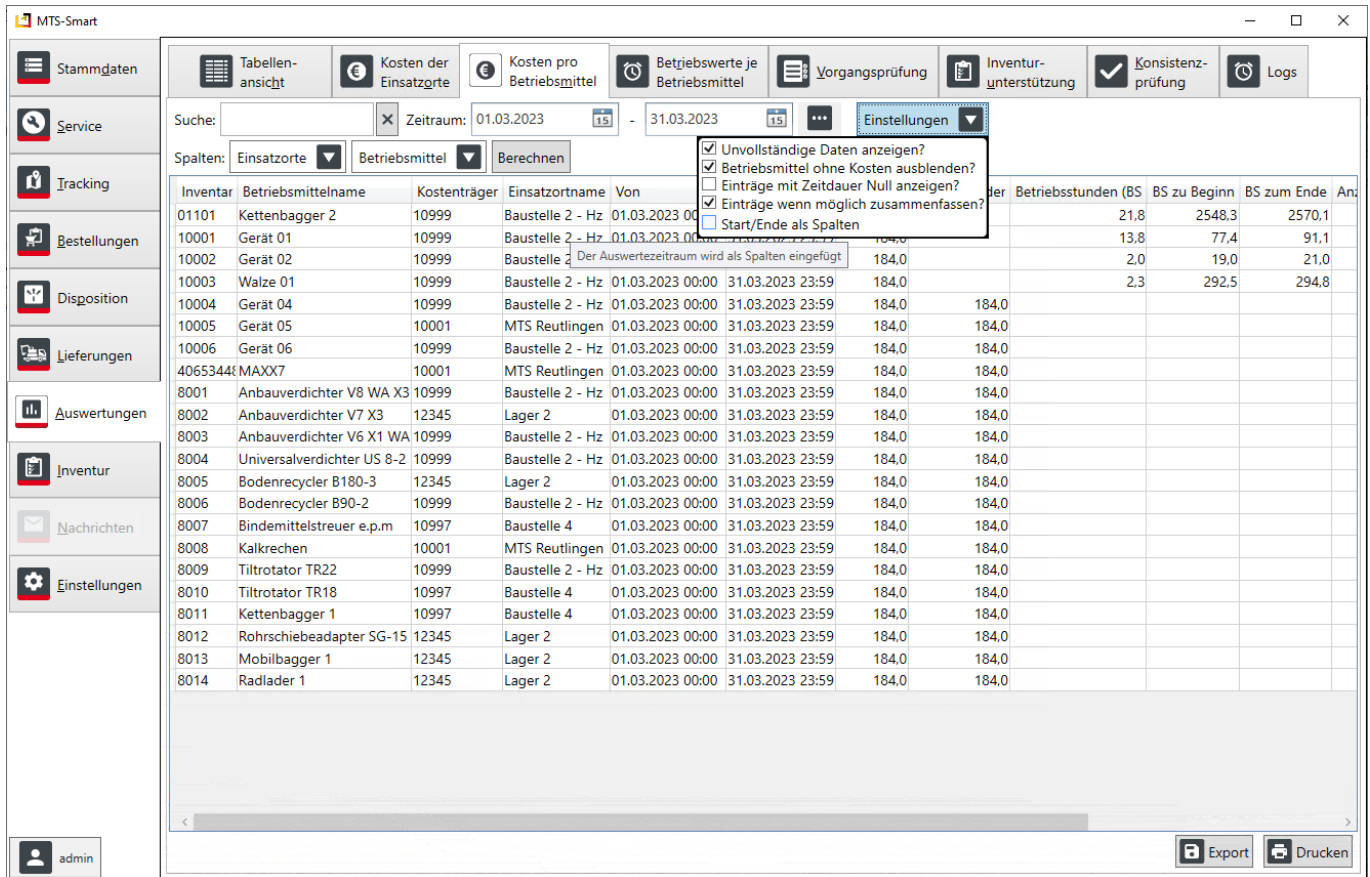 MTS-Smart
Stammdaten
Service
Tracking
Bestellungen
Disposition
Lieferungen
Auswertungen
Inventur
Nachrichten
Einstellungen
admin
Tabellen-
ansicht
Kosten der
Einsatzorte
Kosten pro
Betriebsmittel
Betriebswerte je
Betriebsmittel
Vorgangsprüfung
Inventur-
unterstützung
Konsistenz-
prüfung
Logs
Suche: Zeitraum: 01.03.2023 15 - 31.03.2023 15 Einstellungen
Spalten: Einsatzorte Betriebsmittel Berechnen
Unvollständige Daten anzeigen?
Betriebsmittel ohne Kosten ausblenden?
Einträge mit Zeitdauer Null anzeigen?
Einträge wenn möglich zusammenfassen?
Start/Ende als Spalten
Der Auswertezeitraum wird als Spalten eingefügt
Inventar Betriebsmittelname Kostenträger Einsatzortname Von Betriebsstunden (BS BS zu Beginn BS zum Ende Anz
01101 Kettenbagger 2 10999 Baustelle 2 - Hz 01.03.2023 00 21,8 2548,3 2570,1
10001 Gerät 01 10999 Baustelle 2 - Hz 01.03.2023 00:00 31.03.2023 23:59 184,0 13,8 77,4 91,1
10002 Gerät 02 10999 Baustelle 2 184,0 2,0 19,0 21,0
10003 Walze 01 10999 Baustelle 2 - Hz 01.03.2023 00:00 31.03.2023 23:59 184,0 2,3 292,5 294,8
10004 Gerät 04 10999 Baustelle 2 - Hz 01.03.2023 00:00 31.03.2023 23:59 184,0 184,0
10005 Gerät 05 10001 MTS Reutlingen 01.03.2023 00:00 31.03.2023 23:59 184,0 184,0
10006 Gerät 06 10999 Baustelle 2 - Hz 01.03.2023 00:00 31.03.2023 23:59 184,0 184,0
40653448 MAXX7 10001 MTS Reutlingen 01.03.2023 00:00 31.03.2023 23:59 184,0 184,0
8001 Anbauverdichter V8 WA X3 10999 Baustelle 2 - Hz 01.03.2023 00:00 31.03.2023 23:59 184,0 184,0
8002 Anbauverdichter V7 X3 12345 Lager 2 01.03.2023 00:00 31.03.2023 23:59 184,0 184,0
8003 Anbauverdichter V6 X1 WA 10999 Baustelle 2 - Hz 01.03.2023 00:00 31.03.2023 23:59 184,0 184,0
8004 Universalverdichter US 8-2 10999 Baustelle 2 - Hz 01.03.2023 00:00 31.03.2023 23:59 184,0 184,0
8005 Bodenrecycler B180-3 12345 Lager 2 01.03.2023 00:00 31.03.2023 23:59 184,0 184,0
8006 Bodenrecycler B90-2 10999 Baustelle 2 - Hz 01.03.2023 00:00 31.03.2023 23:59 184,0 184,0
8007 Bindemittelstreuer e.p.m 10997 Baustelle 4 01.03.2023 00:00 31.03.2023 23:59 184,0 184,0
8008 Kalkrechen 10001 MTS Reutlingen 01.03.2023 00:00 31.03.2023 23:59 184,0 184,0
8009 Tiltrotator TR22 10999 Baustelle 2 - Hz 01.03.2023 00:00 31.03.2023 23:59 184,0 184,0
8010 Tiltrotator TR18 10997 Baustelle 4 01.03.2023 00:00 31.03.2023 23:59 184,0 184,0
8011 Kettenbagger 1 10997 Baustelle 4 01.03.2023 00:00 31.03.2023 23:59 184,0 184,0
8012 Rohrschiebeadapter SG-15 12345 Lager 2 01.03.2023 00:00 31.03.2023 23:59 184,0 184,0
8013 Mobilbagger 1 12345 Lager 2 01.03.2023 00:00 31.03.2023 23:59 184,0 184,0
8014 Radlader 1 12345 Lager 2 01.03.2023 00:00 31.03.2023 23:59 184,0 184,0
Export Drucken